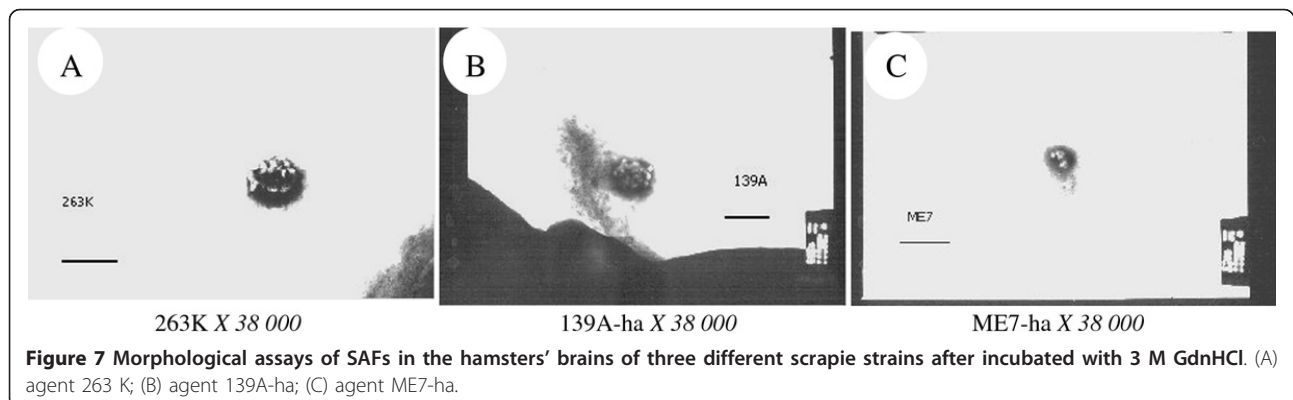 A
B
C
263K
139A
ME7
263K X 38 000
139A-ha X 38 000
ME7-ha X 38 000
Figure 7 Morphological assays of SAFs in the hamsters’ brains of three different scrapie strains after incubated with 3 M GdnHCl. (A)
agent 263 K; (B) agent 139A-ha; (C) agent ME7-ha.